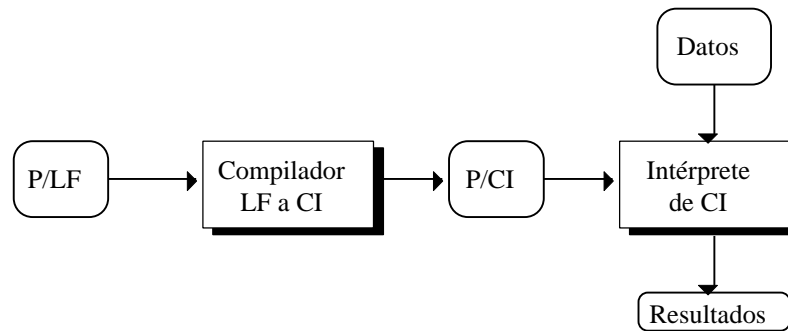 Datos
P/LF
Compilador
LF a CI
P/CI
Intérprete
de CI
Resultados